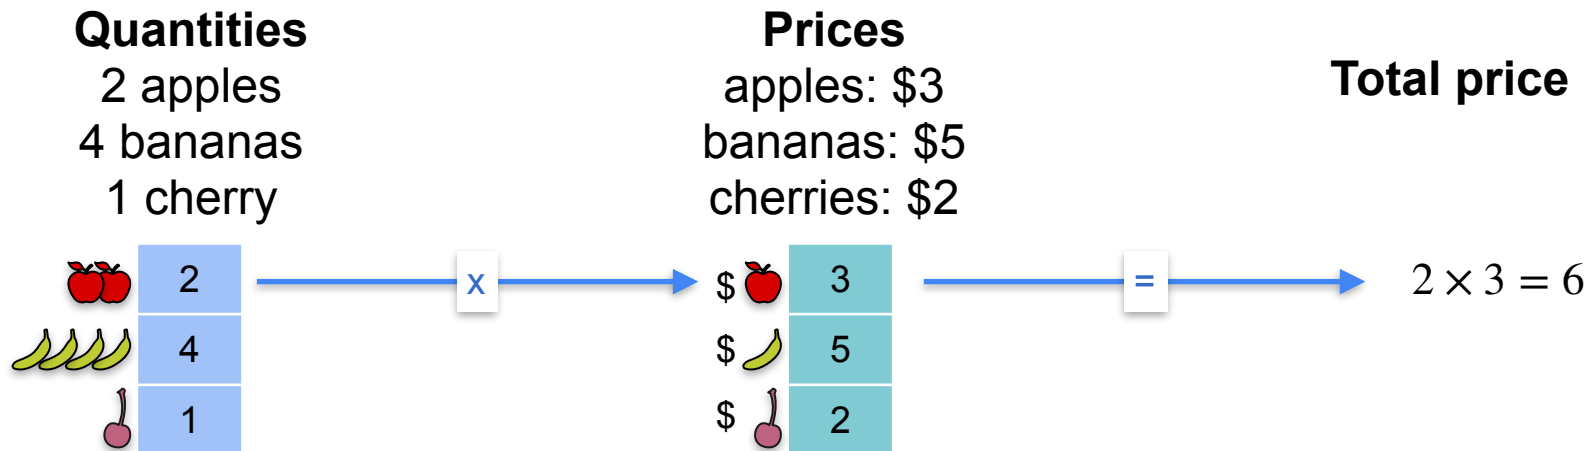 Quantities
2 apples
4 bananas
1 cherry
Prices
apples: $3
bananas: $5
cherries: $2
Total price
2 x $ 3 = 2 × 3 = 6
4 $ 5
1 $ 2